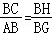 BC/AB = BH/BG